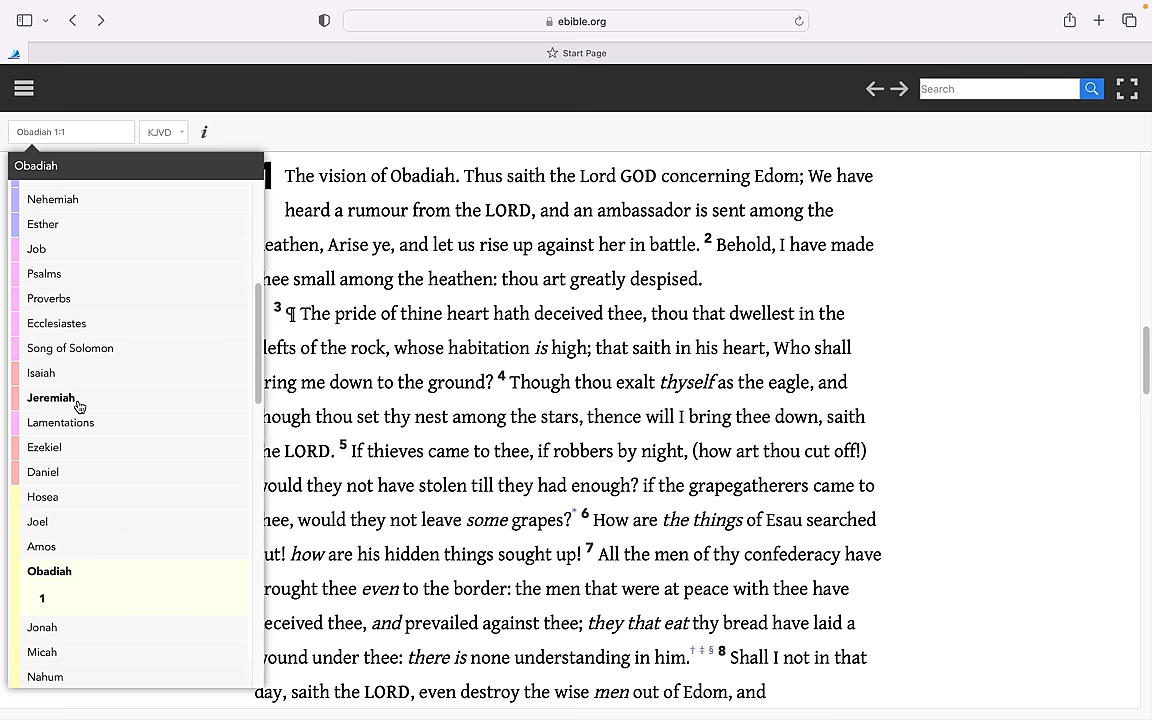 ebible.org
Start Page
Search
Obadiah 1:1
KJVD
i
Obadiah
Nehemiah
Esther
Job
Psalms
Proverbs
Ecclesiastes
Song of Solomon
Isaiah
Jeremiah
Lamentations
Ezekiel
Daniel
Hosea
Joel
Amos
Obadiah
1
Jonah
Micah
Nahum
The vision of Obadiah. Thus saith the Lord GOD concerning Edom; We have
heard a rumour from the LORD, and an ambassador is sent among the
eathen, Arise ye, and let us rise up against her in battle. 2 Behold, I have made
hee small among the heathen: thou art greatly despised.
3 ¶ The pride of thine heart hath deceived thee, thou that dwellest in the
lefts of the rock, whose habitation is high; that saith in his heart, Who shall
ring me down to the ground? 4 Though thou exalt thyself as the eagle, and
hough thou set thy nest among the stars, thence will I bring thee down, saith
he LORD. 5 If thieves came to thee, if robbers by night, (how art thou cut off!)
would they not have stolen till they had enough? if the grapegatherers came to
hee, would they not leave some grapes?* 6 How are the things of Esau searched
ut! how are his hidden things sought up! 7 All the men of thy confederacy have
rought thee even to the border: the men that were at peace with thee have
eceived thee, and prevailed against thee; they that eat thy bread have laid a
wound under thee: there is none understanding in him.† ‡ § 8 Shall I not in that
day, saith the LORD, even destroy the wise men out of Edom, and